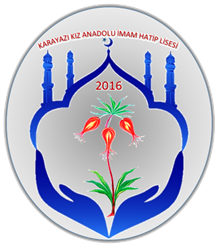 KARAYAZI KIZ ANADOLU İMAM HATİP LİSESİ
2016